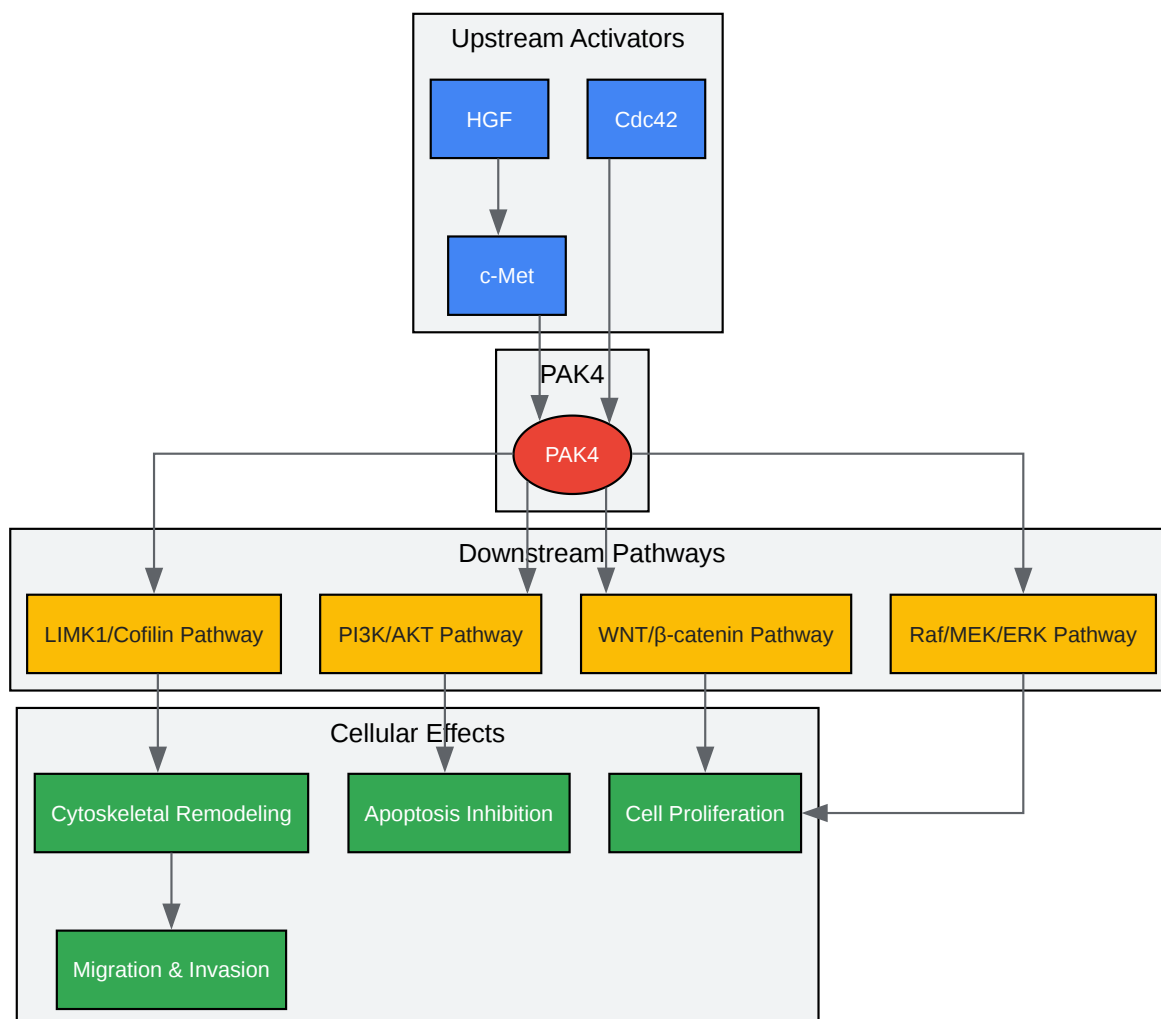 Upstream Activators
HGF
Cdc42
c-Met
PAK4
PAK4
Downstream Pathways
LIMK1/Cofilin Pathway
PI3K/AKT Pathway
WNT/β-catenin Pathway
Raf/MEK/ERK Pathway
Cellular Effects
Cytoskeletal Remodeling
Apoptosis Inhibition
Cell Proliferation
Migration & Invasion